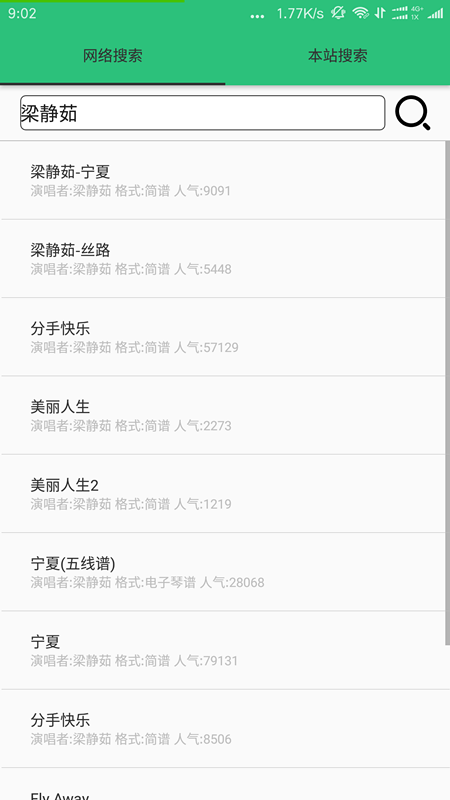 9:02 ... 1.77K/s 4G+ 1X
网络搜索 本站搜索
梁静茹
梁静茹-宁夏
演唱者:梁静茹 格式:简谱 人气:9091
梁静茹-丝路
演唱者:梁静茹 格式:简谱 人气:5448
分手快乐
演唱者:梁静茹 格式:简谱 人气:57129
美丽人生
演唱者:梁静茹 格式:简谱 人气:2273
美丽人生2
演唱者:梁静茹 格式:简谱 人气:1219
宁夏(五线谱)
演唱者:梁静茹 格式:电子琴谱 人气:28068
宁夏
演唱者:梁静茹 格式:简谱 人气:79131
分手快乐
演唱者:梁静茹 格式:简谱 人气:8506
Fly Away